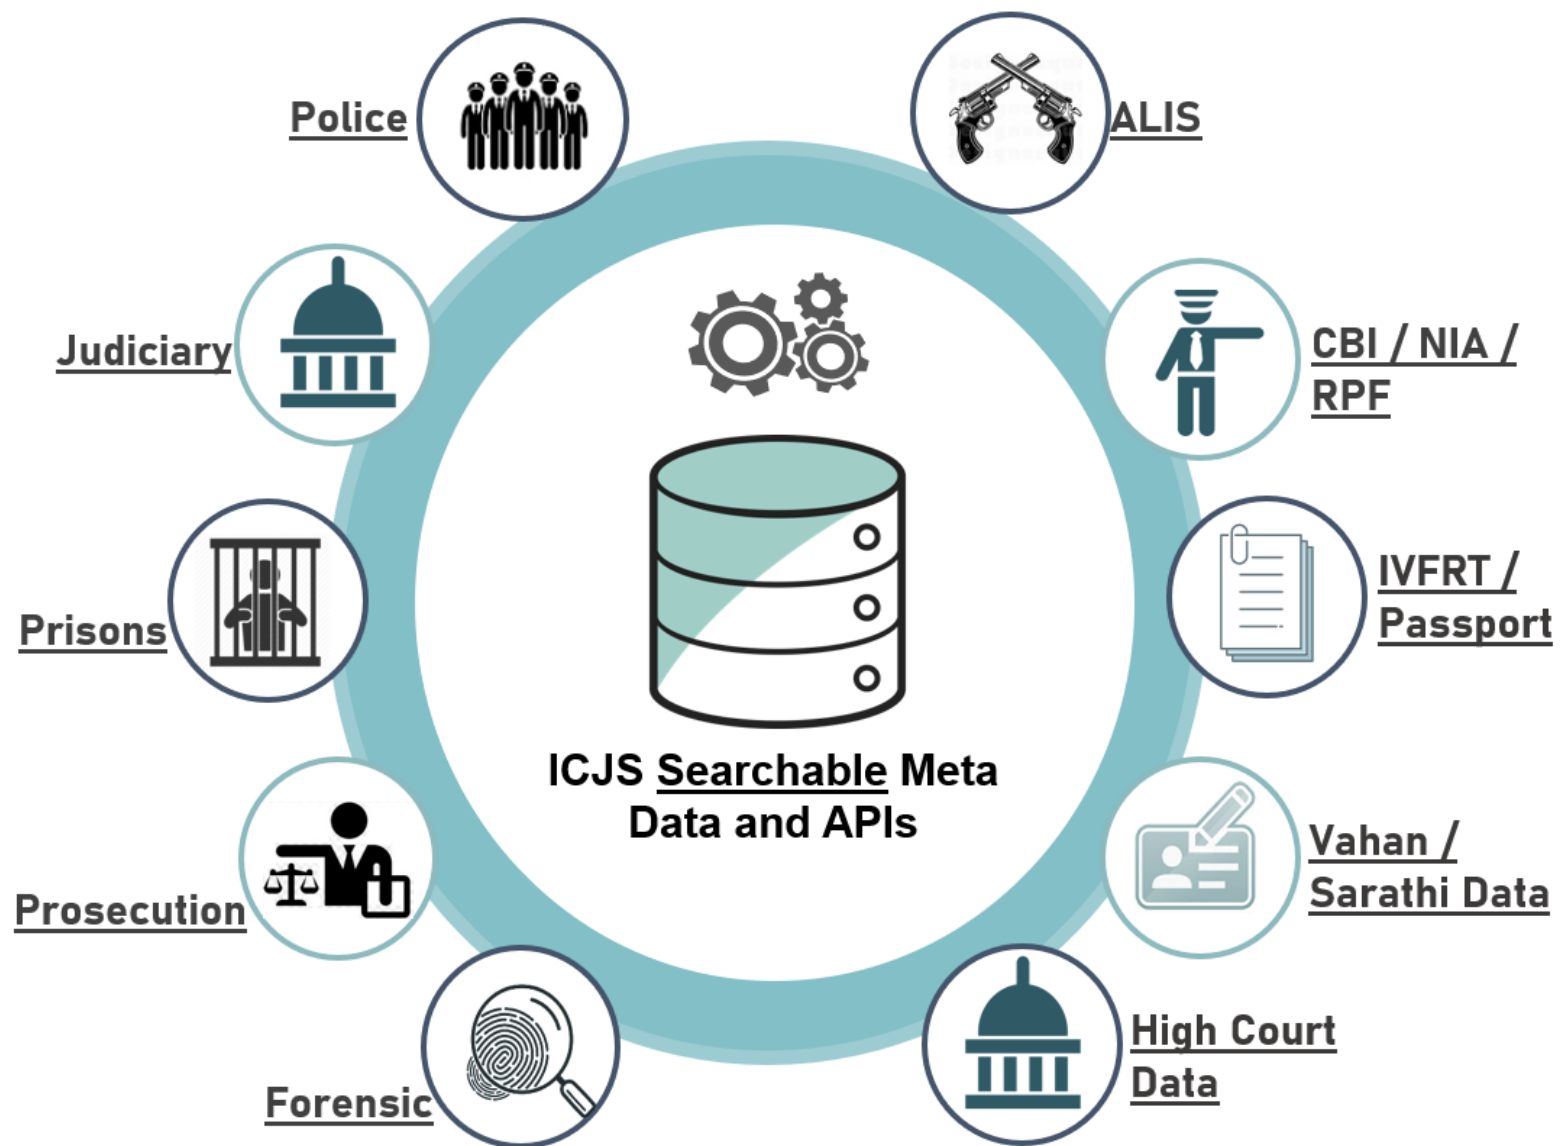 Police
ALIS
Judiciary
CBI / NIA /
RPF
Prisons
IVFRT /
Passport
ICJS Searchable Meta
Data and APIs
Prosecution
Vahan /
Sarathi Data
Forensic
High Court
Data